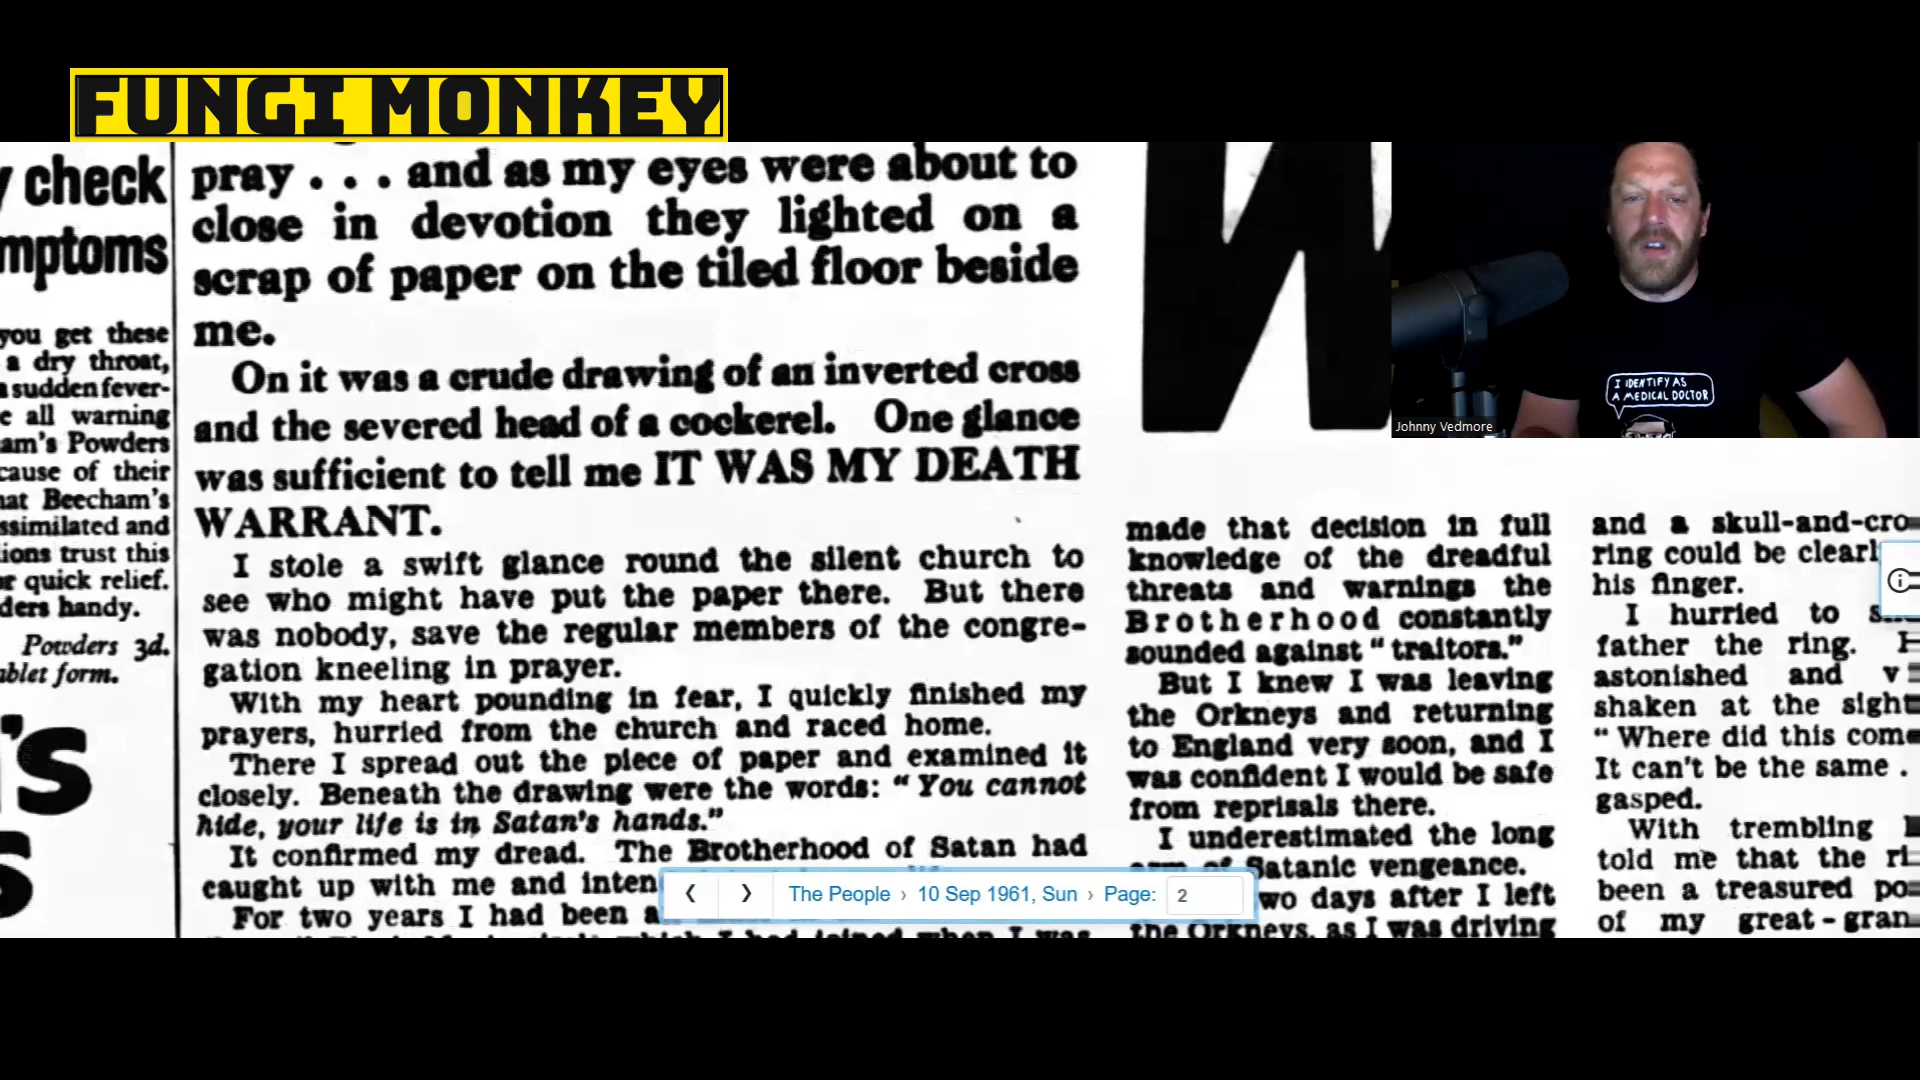 FUNGI MONKEY
y check
mptoms
you get these
a dry throat,
sudden fever-
e all warning
am's Powders
cause of their
hat Beecham's
ssimilated and
ions trust this
or quick relief.
ders handy.
Powders 3d.
ablet form.
's
s
pray . . . and as my eyes were about to
close in devotion they lighted on a
scrap of paper on the tiled floor beside
me.
On it was a crude drawing of an inverted cross
and the severed head of a cockerel. One glance
was sufficient to tell me IT WAS MY DEATH
WARRANT.
I stole a swift glance round the silent church to
see who might have put the paper there. But there
was nobody, save the regular members of the congre-
gation kneeling in prayer.
With my heart pounding in fear, I quickly finished my
prayers, hurried from the church and raced home.
There I spread out the piece of paper and examined it
closely. Beneath the drawing were the words: "You cannot
hide, your life is in Satan's hands."
It confirmed my dread. The Brotherhood of Satan had
caught up with me and inten
For two years I had been a
made that decision in full
knowledge of the dreadful
threats and warnings the
Brotherhood constantly
sounded against "traitors."
But I knew I was leaving
the Orkneys and returning
to England very soon, and I
was confident I would be safe
from reprisals there.
I underestimated the long
arm of Satanic vengeance.
wo days after I left
the Orkneys, as I was driving
and a skull-and-cro
ring could be clearl
his finger.
I hurried to
father the ring.
astonished and v
shaken at the sight
"Where did this com
It can't be the same .
gasped.
With trembling
told me that the ri
been a treasured po
of my great-gran
I IDENTIFY AS
A MEDICAL DOCTOR
Johnny Vedmore
The People › 10 Sep 1961, Sun › Page: 2